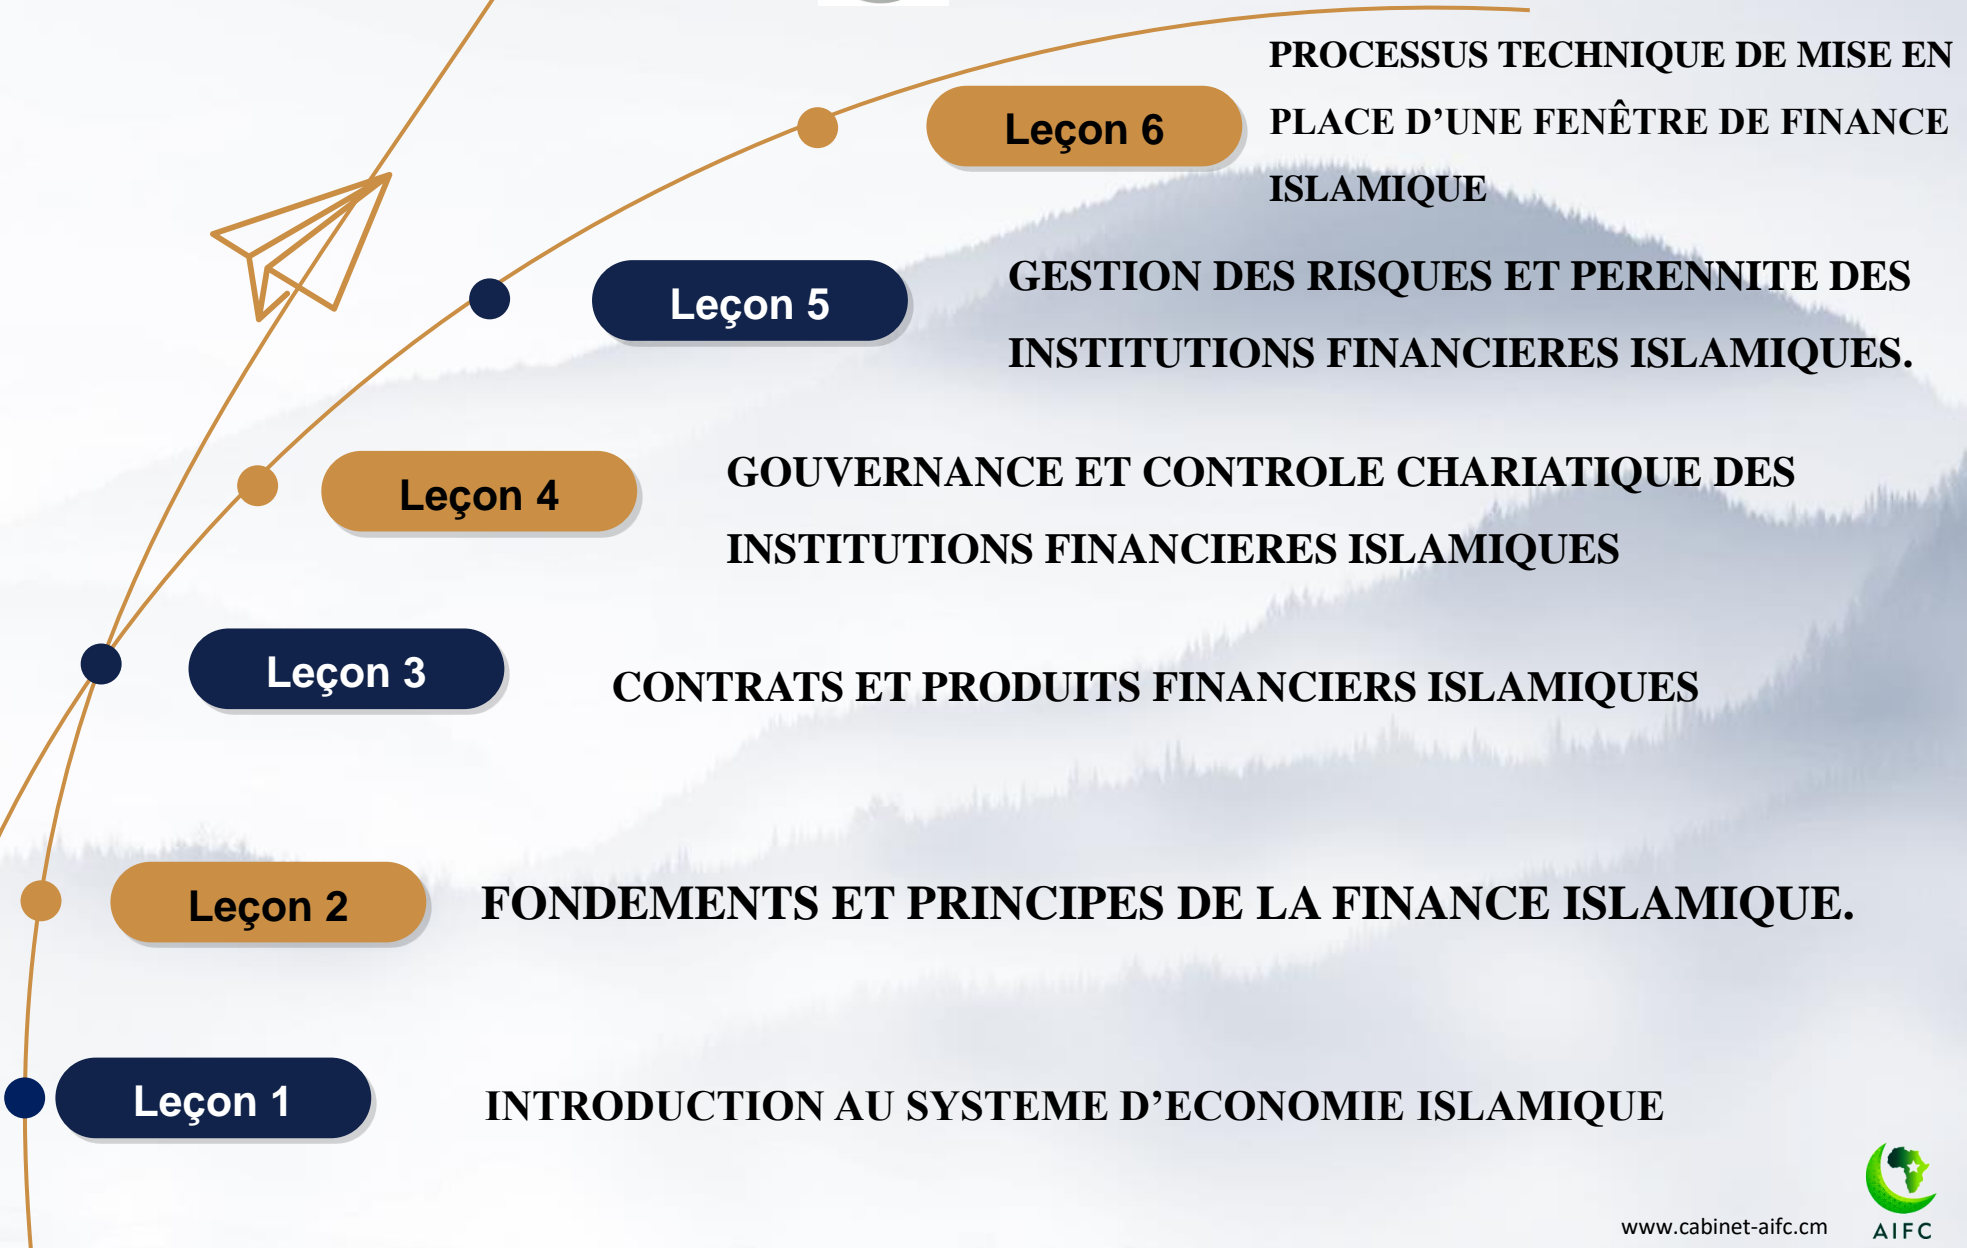 PROCESSUS TECHNIQUE DE MISE EN
Leçon 6
PLACE D’UNE FENÊTRE DE FINANCE
ISLAMIQUE
GESTION DES RISQUES ET PERENNITE DES
Leçon 5
INSTITUTIONS FINANCIERES ISLAMIQUES.
GOUVERNANCE ET CONTROLE CHARIATIQUE DES
Leçon 4
INSTITUTIONS FINANCIERES ISLAMIQUES
Leçon 3
CONTRATS ET PRODUITS FINANCIERS ISLAMIQUES
Leçon 2
FONDEMENTS ET PRINCIPES DE LA FINANCE ISLAMIQUE.
Leçon 1
INTRODUCTION AU SYSTEME D’ECONOMIE ISLAMIQUE
www.cabinet-aifc.cm
AIFC